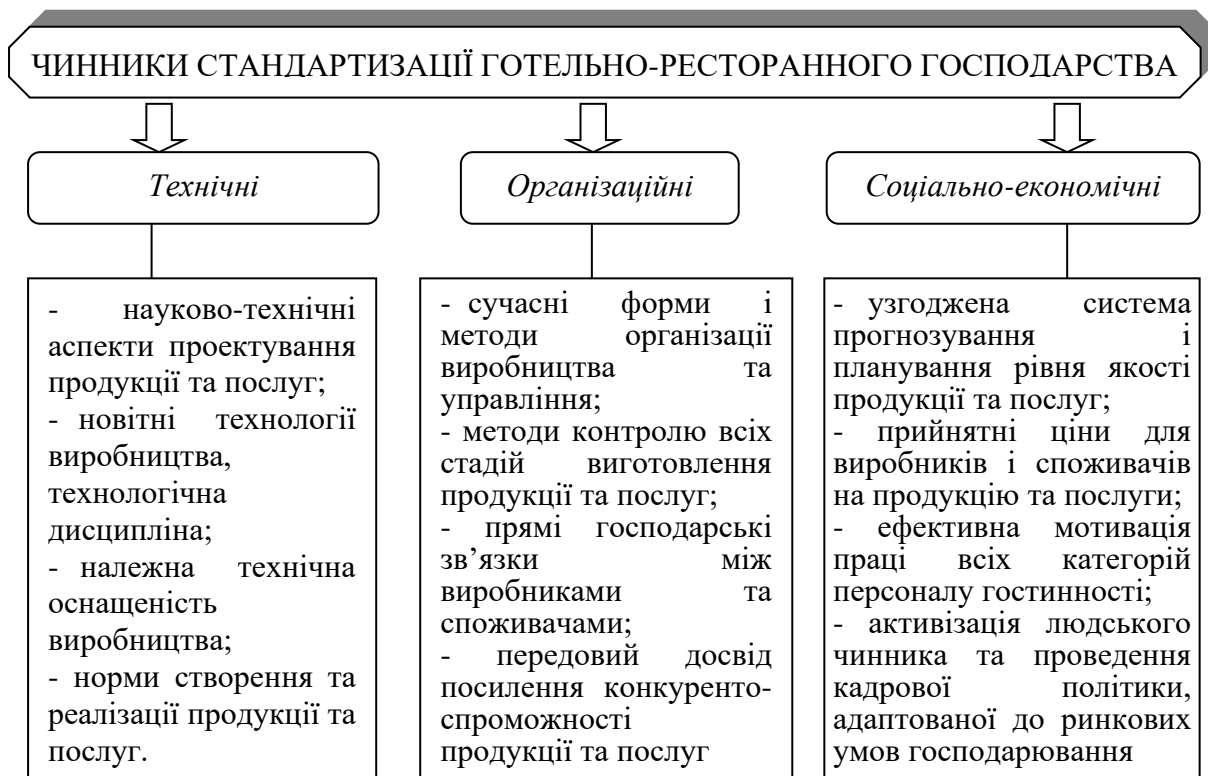 ЧИННИКИ СТАНДАРТИЗАЦІЇ ГОТЕЛЬНО-РЕСТОРАННОГО ГОСПОДАРСТВА
Технічні
Організаційні
Соціально-економічні
- науково-технічні
аспекти проектування
продукції та послуг;
- новітні технології
виробництва,
технологічна
дисципліна;
- належна технічна
оснащеність
виробництва;
- норми створення та
реалізації продукції та
послуг.
- сучасні форми і
методи організації
виробництва та
управління;
- методи контролю всіх
стадій виготовлення
продукції та послуг;
- прямі господарські
зв’язки між
виробниками та
споживачами;
- передовий досвід
посилення конкуренто-
спроможності
продукції та послуг
- узгоджена система
прогнозування і
планування рівня якості
продукції та послуг;
- прийнятні ціни для
виробників і споживачів
на продукцію та послуги;
- ефективна мотивація
праці всіх категорій
персоналу гостинності;
- активізація людського
чинника та проведення
кадрової політики,
адаптованої до ринкових
умов господарювання